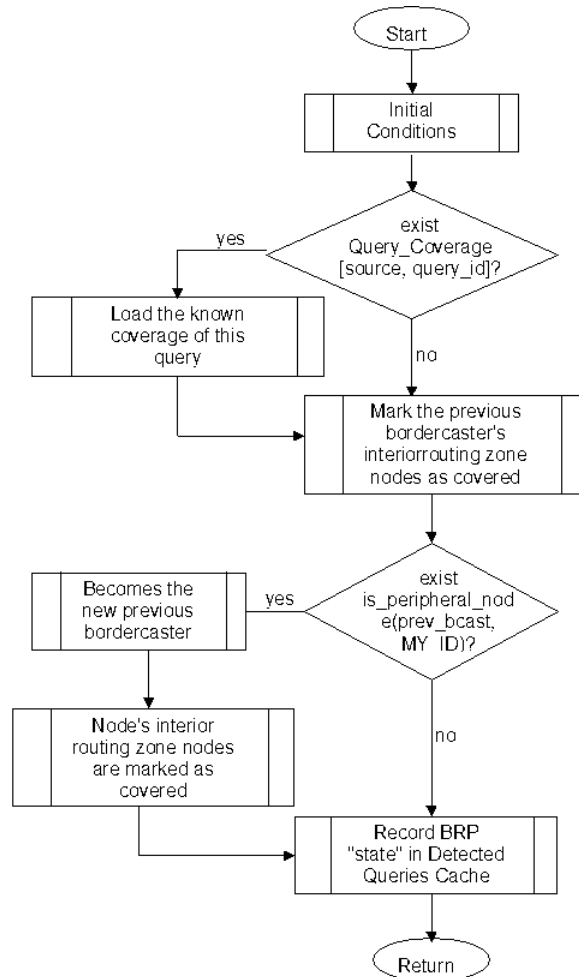 Start
Initial
Conditions
exist
Query_Coverage
[source, query_id]?
yes
Load the known
coverage of this
query
no
Mark the previous
bordercaster's
interiorrouting zone
nodes as covered
exist
is_peripheral_nod
e(prev_bcast,
MY_ID)?
yes
Becomes the
new previous
bordercaster
Node's interior
routing zone nodes
are marked as
covered
no
Record BRP
"state" in Detected
Queries Cache
Return